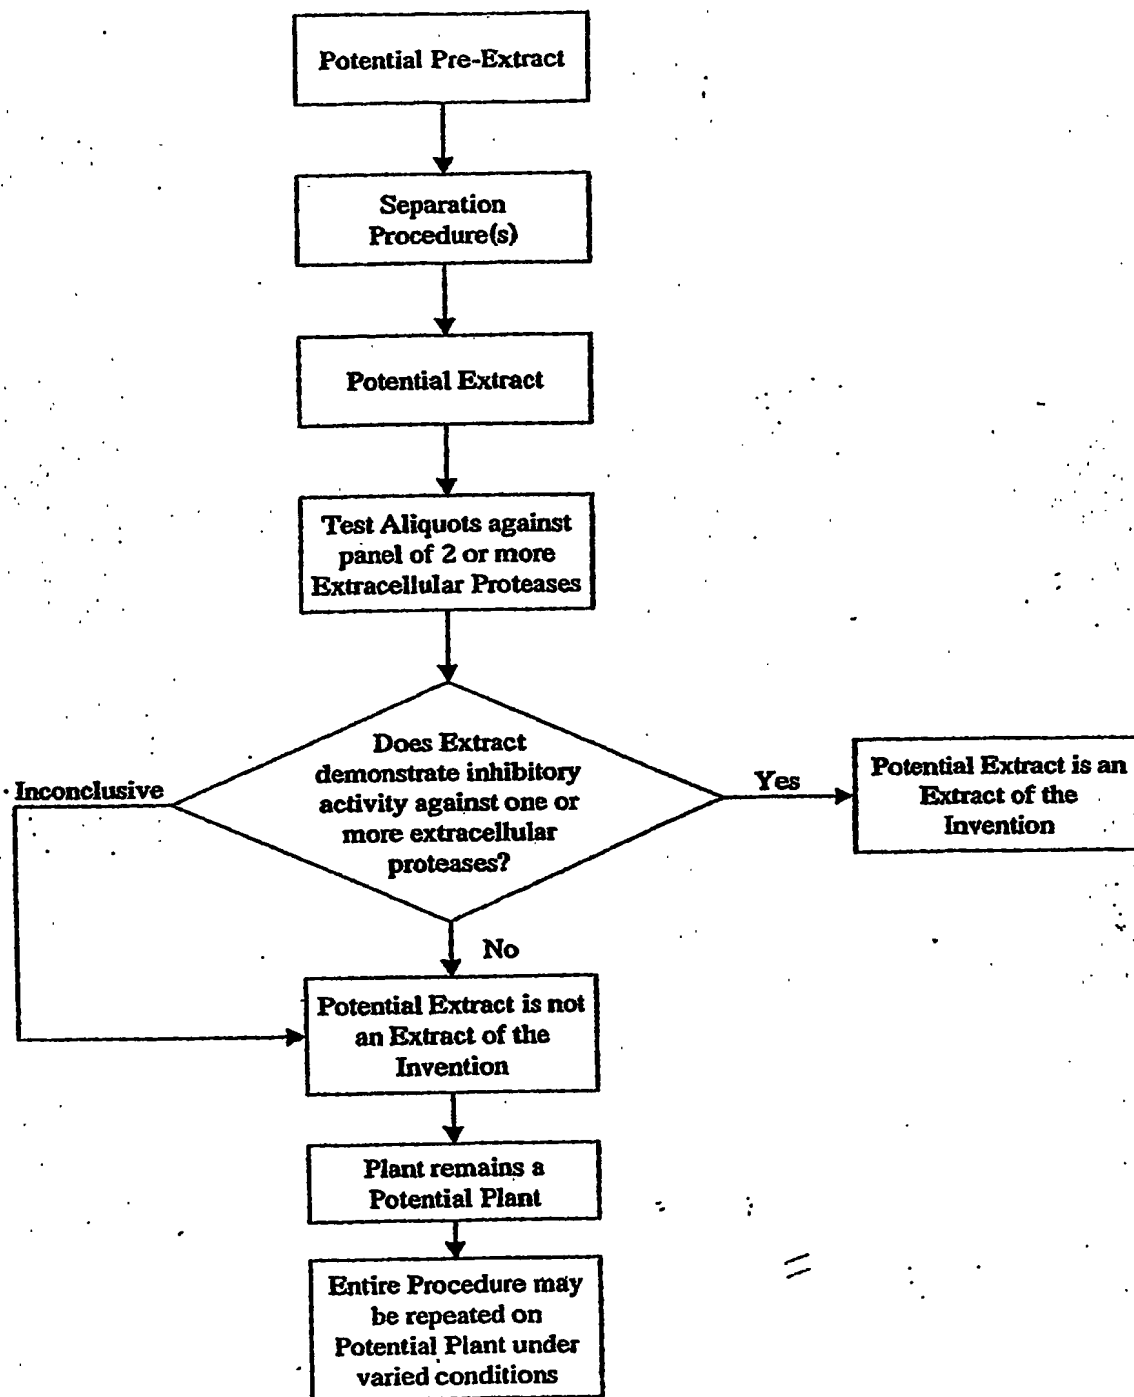 Potential Pre-Extract
Separation
Procedure(s)
Potential Extract
Test Aliquots against
panel of 2 or more
Extracellular Proteases
Does Extract
demonstrate inhibitory
activity against one or
more extracellular
proteases?
Inconclusive
Yes
Potential Extract is an
Extract of the
Invention
No
Potential Extract is not
an Extract of the
Invention
Plant remains a
Potential Plant
Entire Procedure may
be repeated on
Potential Plant under
varied conditions